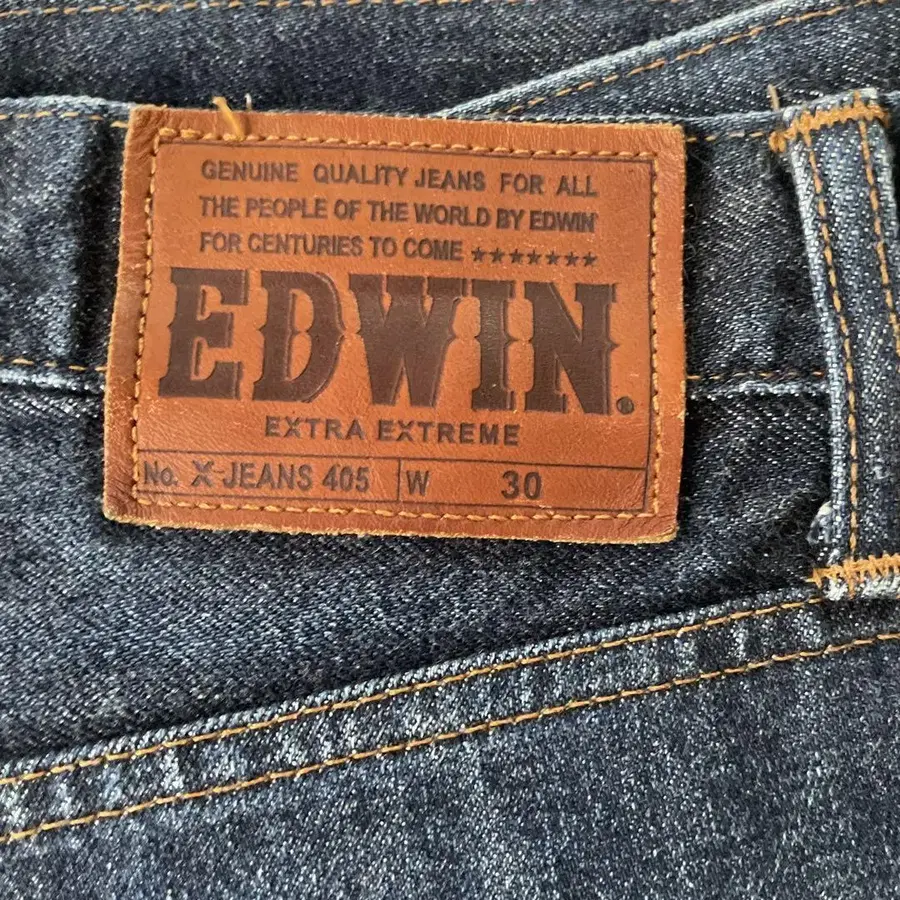 GENUINE QUALITY JEANS FOR ALL
THE PEOPLE OF THE WORLD BY EDWIN
FOR CENTURIES TO COME ★★★★★★★
EDWIN.®
EXTRA EXTREME
No. X JEANS 405 W 30